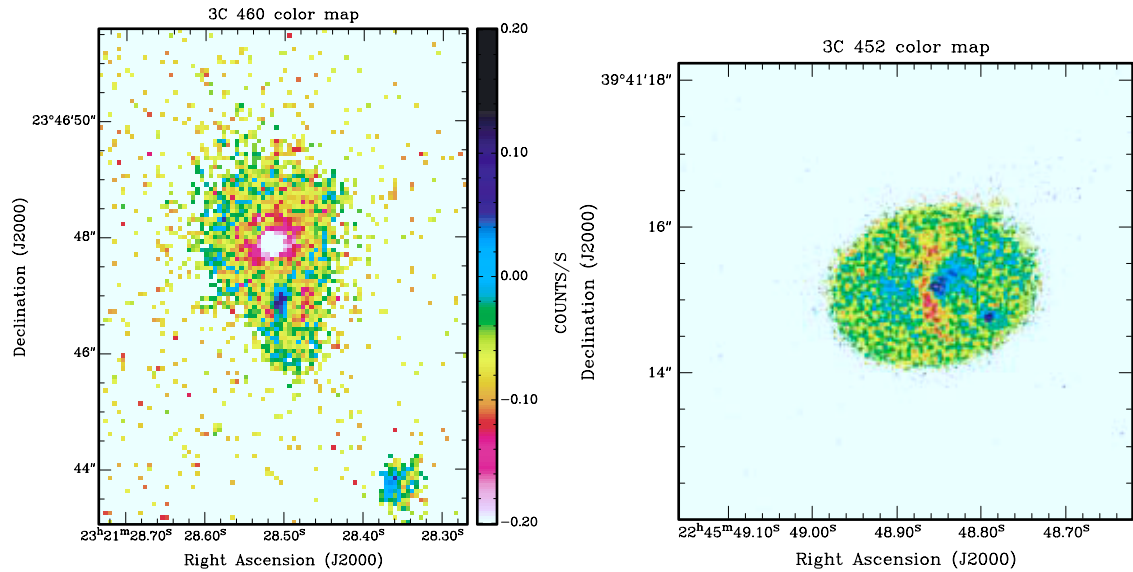 3C 460 color map
23°46′50″
48″
46″
44″
Declination (J2000)
23ʰ21ᵐ28.70ˢ
28.60ˢ
28.50ˢ
28.40ˢ
28.30ˢ
Right Ascension (J2000)
0.20
0.10
0.00
−0.10
−0.20
COUNTS/S
3C 452 color map
39°41′18″
16″
14″
Declination (J2000)
22ʰ45ᵐ49.10ˢ
49.00ˢ
48.90ˢ
48.80ˢ
48.70ˢ
Right Ascension (J2000)